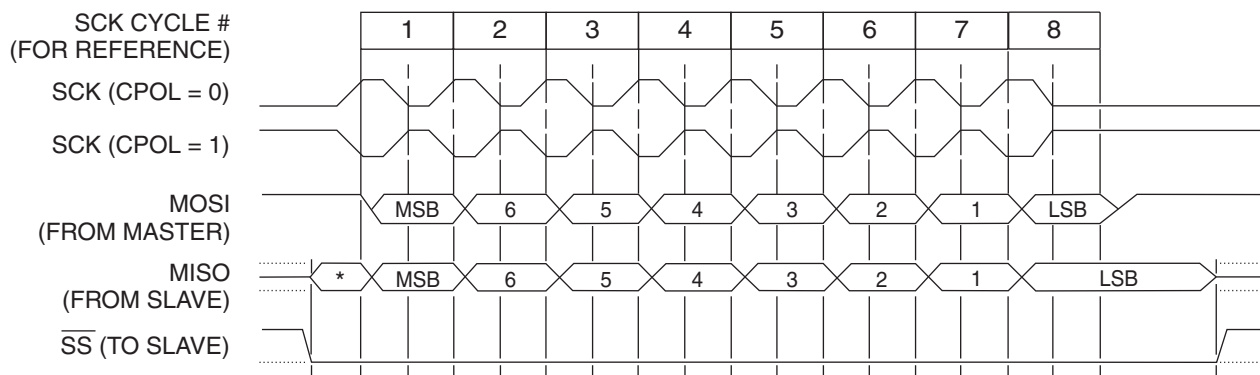 SCK CYCLE #
(FOR REFERENCE)
1 2 3 4 5 6 7 8
SCK (CPOL = 0)
SCK (CPOL = 1)
MOSI
(FROM MASTER)
MSB 6 5 4 3 2 1 LSB
MISO
(FROM SLAVE)
* MSB 6 5 4 3 2 1 LSB
SS (TO SLAVE)